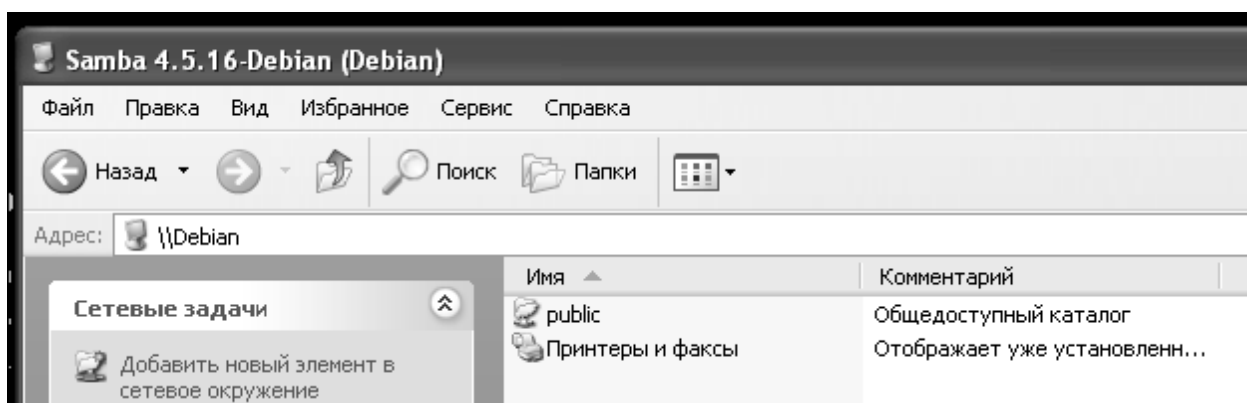 Samba 4.5.16-Debian (Debian)
Файл Правка Вид Избранное Сервис Справка
Назад Поиск Папки
Адрес: \\Debian
Имя Комментарий
Сетевые задачи
public Общедоступный каталог
Принтеры и факсы Отображает уже установленн...
Добавить новый элемент в
сетевое окружение